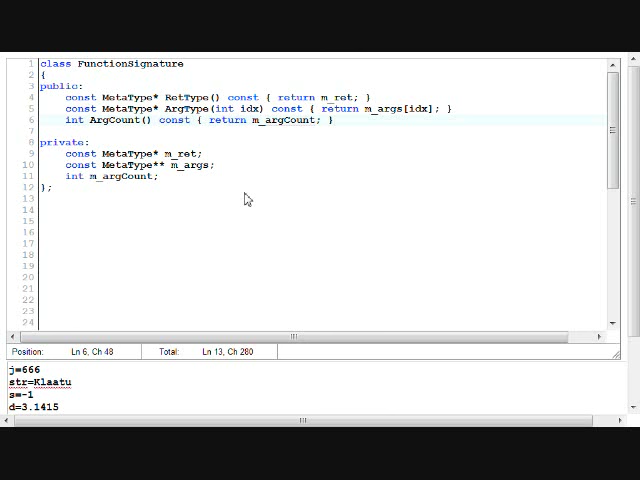 1 class FunctionSignature
2 {
3 public:
4 const MetaType* RetType() const { return m_ret; }
5 const MetaType* ArgType(int idx) const { return m_args[idx]; }
6 int ArgCount() const { return m_argCount; }
7
8 private:
9 const MetaType* m_ret;
10 const MetaType** m_args;
11 int m_argCount;
12 };
13
14
15
16
17
18
19
20
21
22
23
24
Position: Ln 6, Ch 48 Total: Ln 13, Ch 280
j=666
str=Klaatu
s=-1
d=3.1415